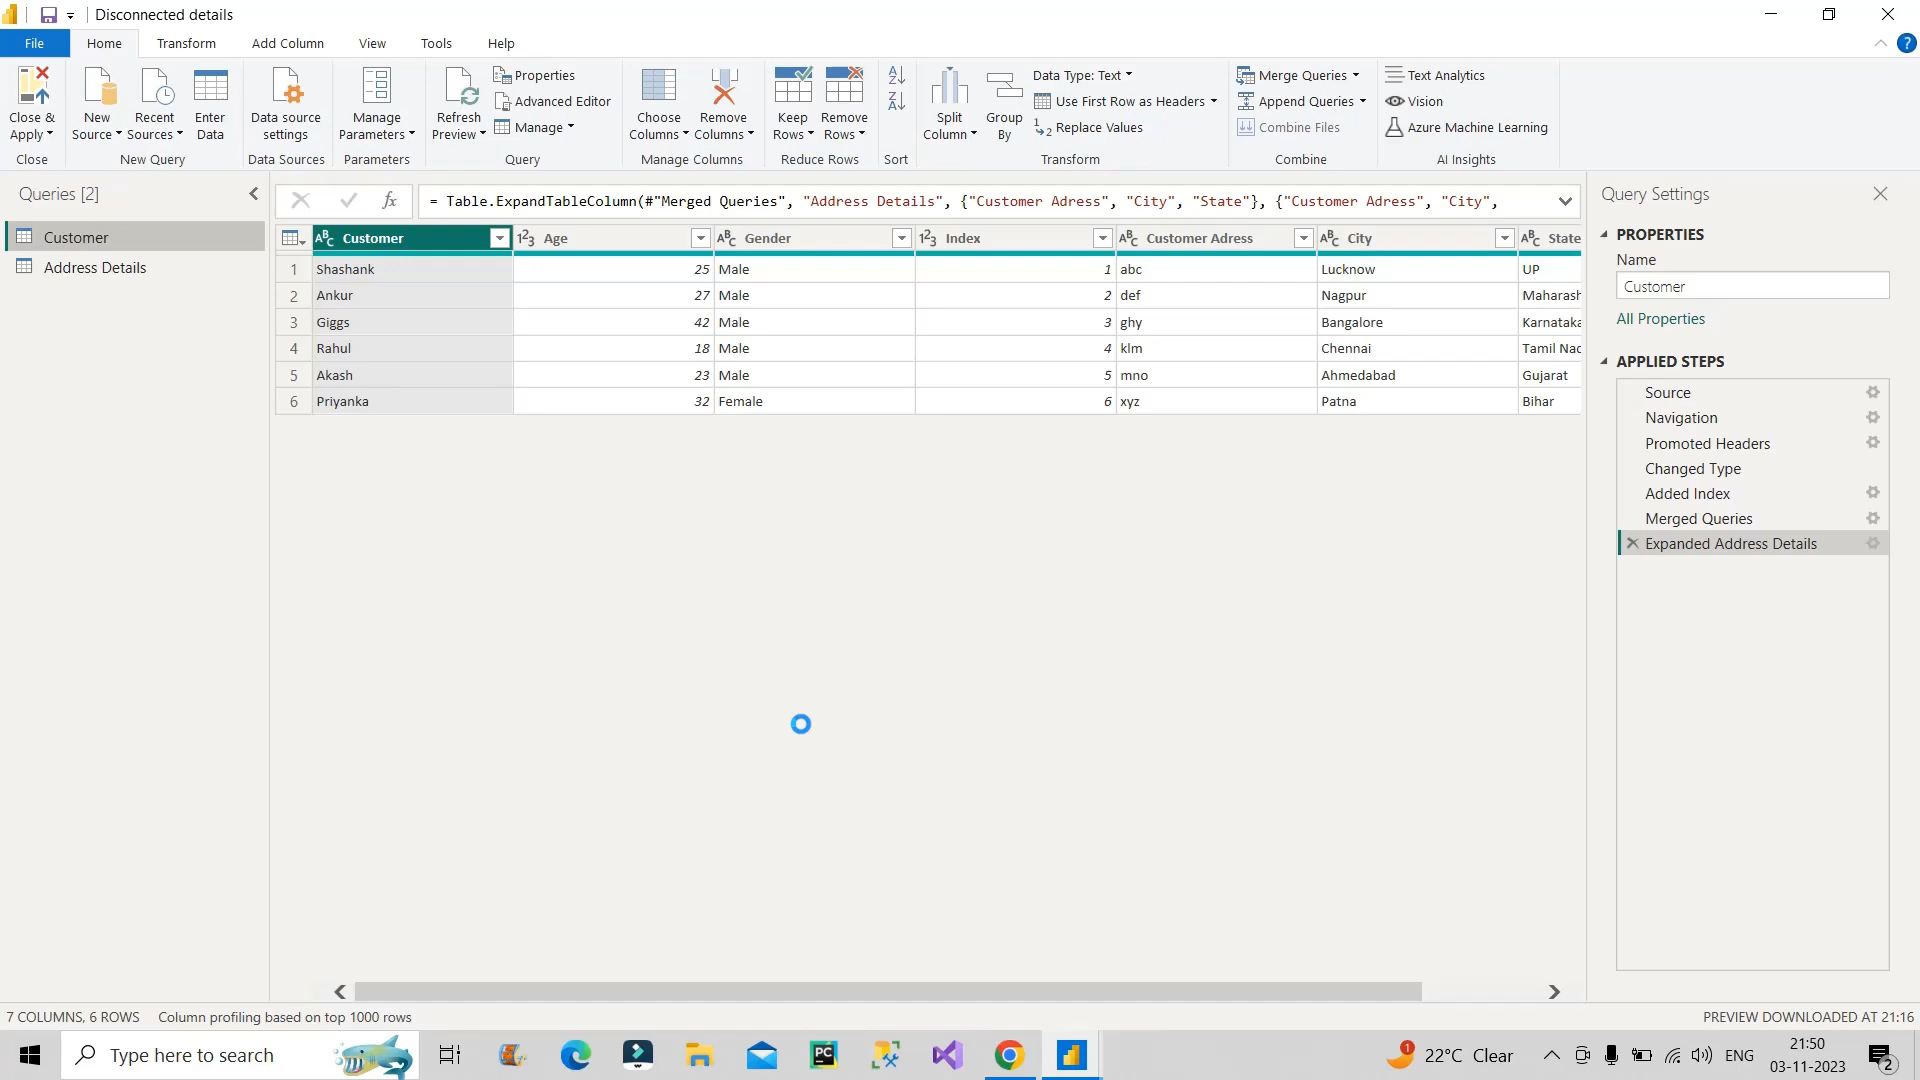 Disconnected details
File Home Transform Add Column View Tools Help
Close & Apply
New Source
Recent Sources
Enter Data
Data source settings
Manage Parameters
Refresh Preview
Properties
Advanced Editor
Manage
Choose Columns
Remove Columns
Keep Rows
Remove Rows
Split Column
Group By
Data Type: Text
Use First Row as Headers
Replace Values
Merge Queries
Append Queries
Combine Files
Text Analytics
Vision
Azure Machine Learning
Close New Query Data Sources Parameters Query Manage Columns Reduce Rows Sort Transform Combine AI Insights
Queries [2]
Customer
Address Details
fx = Table.ExpandTableColumn(#"Merged Queries", "Address Details", {"Customer Adress", "City", "State"}, {"Customer Adress", "City",
Customer Age Gender Index Customer Adress City State
1 Shashank 25 Male 1 abc Lucknow UP
2 Ankur 27 Male 2 def Nagpur Maharash
3 Giggs 42 Male 3 ghy Bangalore Karnataka
4 Rahul 18 Male 4 klm Chennai Tamil Nad
5 Akash 23 Male 5 mno Ahmedabad Gujarat
6 Priyanka 32 Female 6 xyz Patna Bihar
Query Settings
PROPERTIES
Name
Customer
All Properties
APPLIED STEPS
Source
Navigation
Promoted Headers
Changed Type
Added Index
Merged Queries
Expanded Address Details
7 COLUMNS, 6 ROWS Column profiling based on top 1000 rows
PREVIEW DOWNLOADED AT 21:16
Type here to search
PC
1
22°C Clear
ENG
21:50
03-11-2023
2